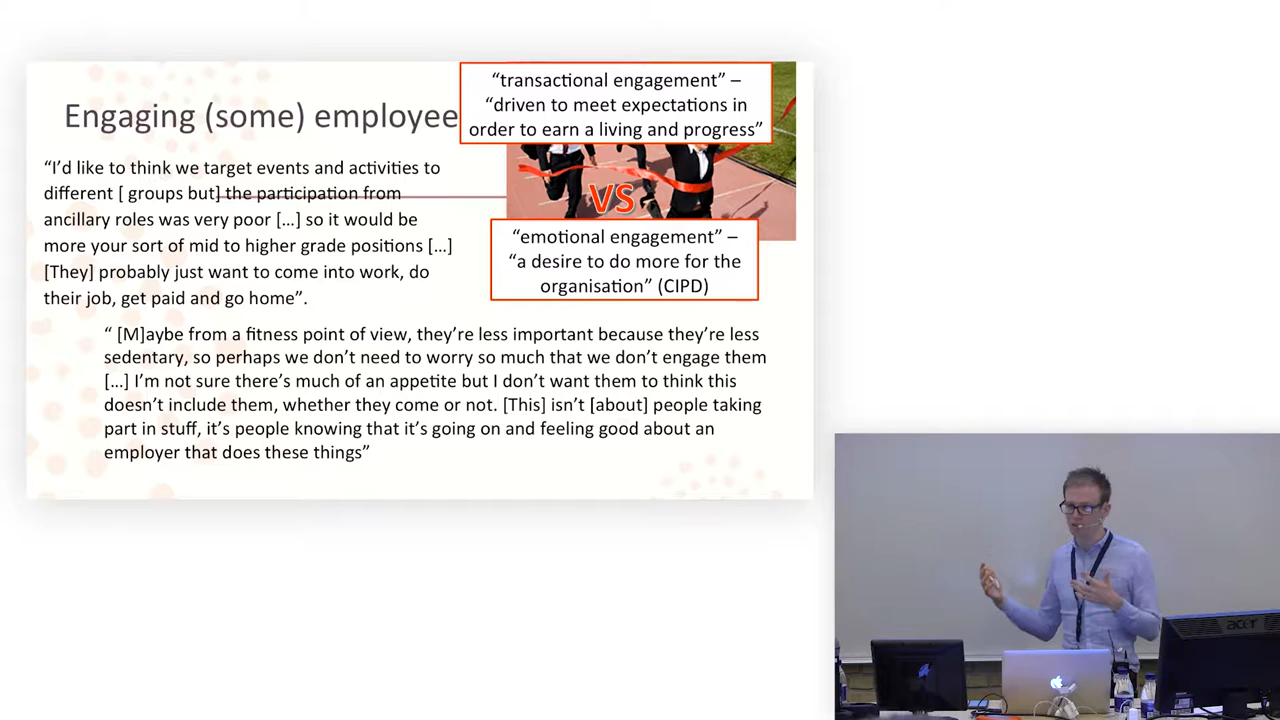 Engaging (some) employee
“I’d like to think we target events and activities to
different [ groups but] the participation from
ancillary roles was very poor […] so it would be
more your sort of mid to higher grade positions […]
[They] probably just want to come into work, do
their job, get paid and go home”.
“transactional engagement” –
“driven to meet expectations in
order to earn a living and progress”
VS
“emotional engagement” –
“a desire to do more for the
organisation” (CIPD)
“ [M]aybe from a fitness point of view, they’re less important because they’re less
sedentary, so perhaps we don’t need to worry so much that we don’t engage them
[…] I’m not sure there’s much of an appetite but I don’t want them to think this
doesn’t include them, whether they come or not. [This] isn’t [about] people taking
part in stuff, it’s people knowing that it’s going on and feeling good about an
employer that does these things”
acer